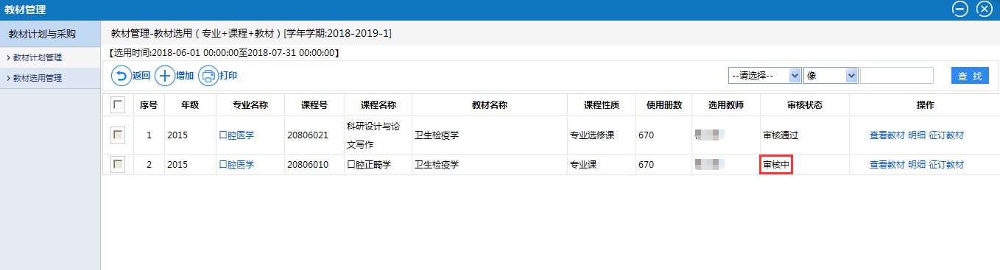 教材管理
教材计划与采购
教材计划管理
教材选用管理
教材管理-教材选用（专业+课程+教材）[学年学期:2018-2019-1]
【选用时间:2018-06-01 00:00:00至2018-07-31 00:00:00】
返回 增加 打印 --请选择-- 像 查 找
序号 年级 专业名称 课程号 课程名称 教材名称 课程性质 使用册数 选用教师 审核状态 操作
1 2015 口腔医学 20806021 科研设计与论文写作 卫生检疫学 专业选修课 670 审核通过 查看教材 明细 征订教材
2 2015 口腔医学 20806010 口腔正畸学 卫生检疫学 专业课 670 审核中 查看教材 明细 征订教材